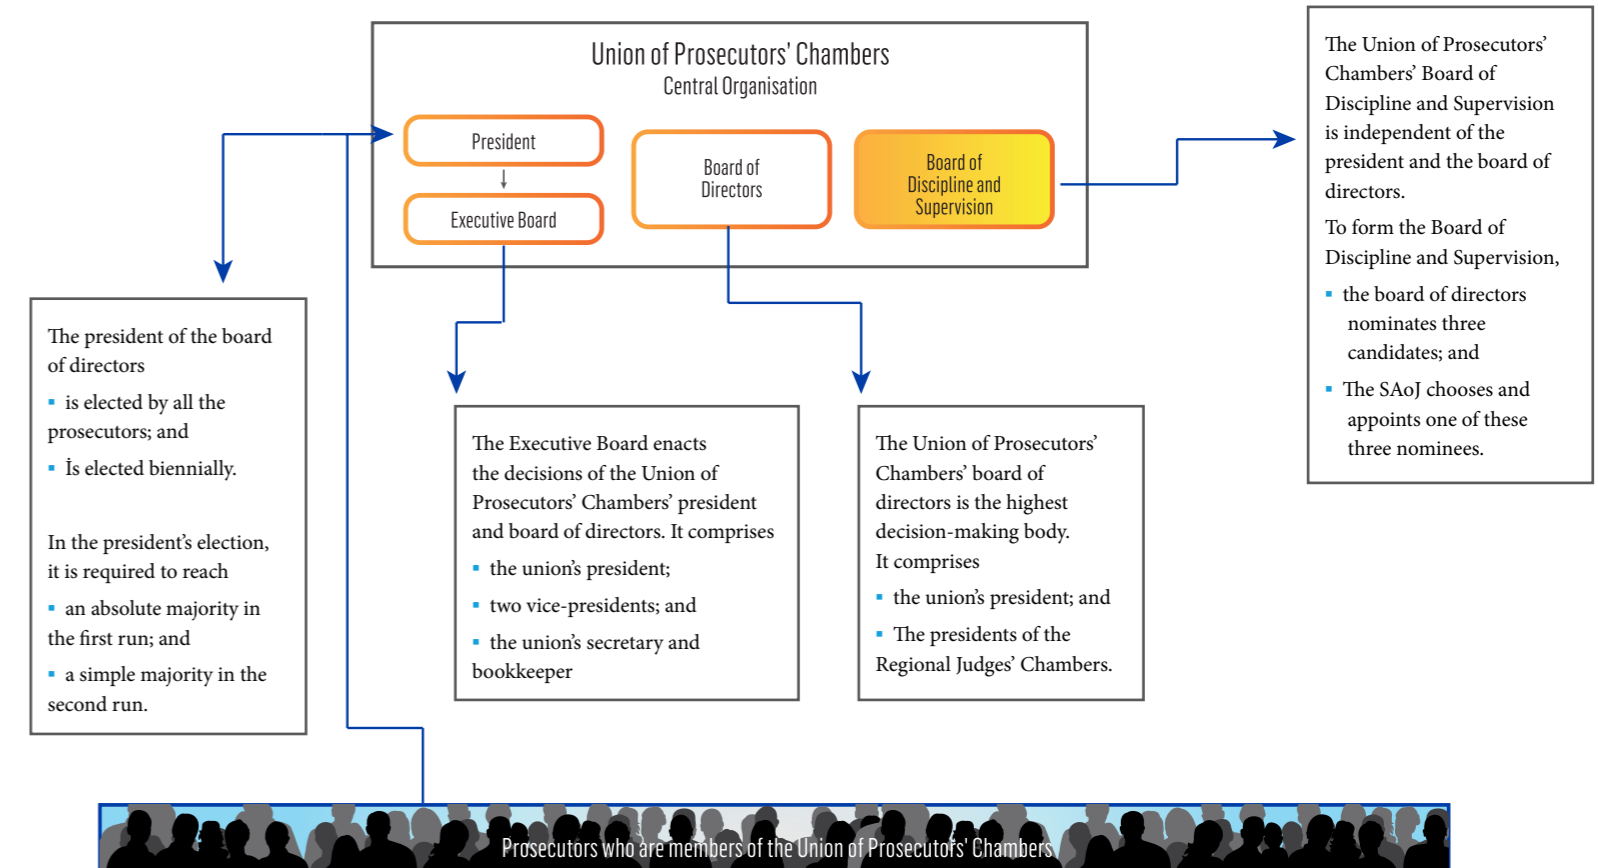 Union of Prosecutors' Chambers
Central Organisation
President
Executive Board
Board of
Directors
Board of
Discipline and
Supervision
The Union of Prosecutors’
Chambers’ Board of
Discipline and Supervision
is independent of the
president and the board of
directors.
To form the Board of
Discipline and Supervision,
▪ the board of directors
nominates three
candidates; and
▪ The SAoJ chooses and
appoints one of these
three nominees.
The president of the board
of directors
▪ is elected by all the
prosecutors; and
▪ İs elected biennially.
In the president’s election,
it is required to reach
▪ an absolute majority in
the first run; and
▪ a simple majority in the
second run.
The Executive Board enacts
the decisions of the Union of
Prosecutors’ Chambers’ president
and board of directors. It comprises
▪ the union’s president;
▪ two vice-presidents; and
▪ the union’s secretary and
bookkeeper
The Union of Prosecutors’
Chambers’ board of
directors is the highest
decision-making body.
It comprises
▪ the union’s president; and
▪ The presidents of the
Regional Judges’ Chambers.
Prosecutors who are members of the Union of Prosecutors' Chambers